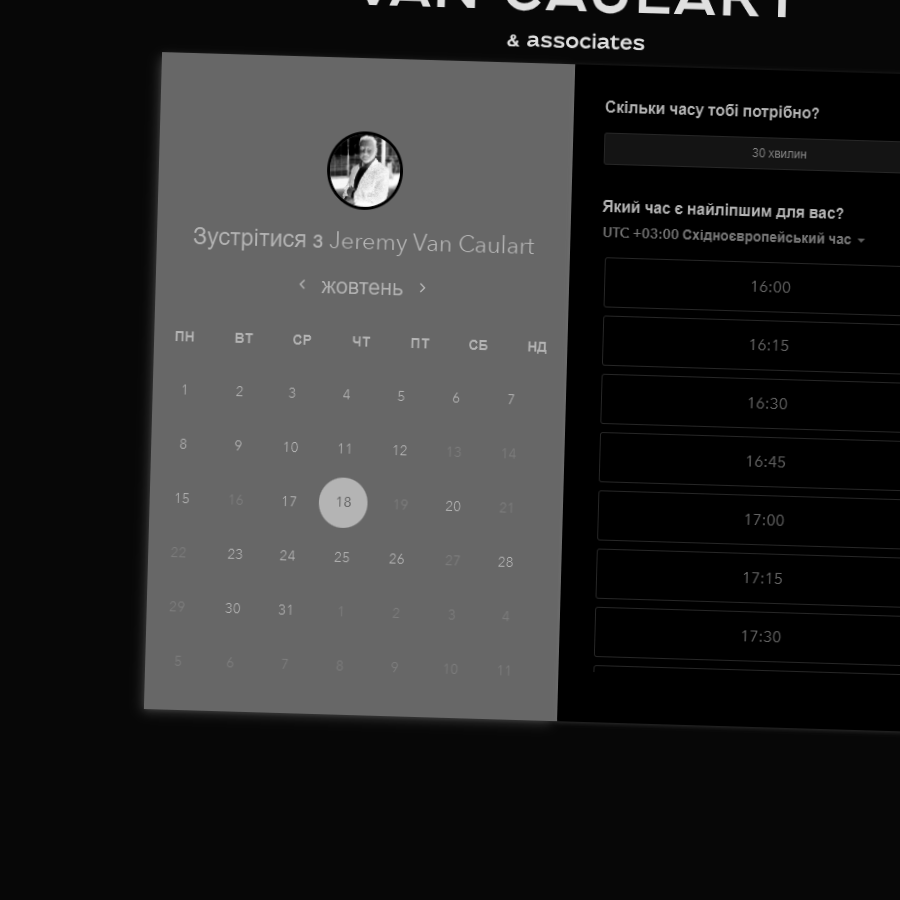 VAN CAULART
& associates
Зустрітися з Jeremy Van Caulart
‹ жовтень ›
ПН ВТ СР ЧТ ПТ СБ НД
1 2 3 4 5 6 7
8 9 10 11 12 13 14
15 16 17 18 19 20 21
22 23 24 25 26 27 28
29 30 31 1 2 3 4
5 6 7 8 9 10 11
Скільки часу тобі потрібно?
30 хвилин
Який час є найліпшим для вас?
UTC +03:00 Східноєвропейський час
16:00
16:15
16:30
16:45
17:00
17:15
17:30